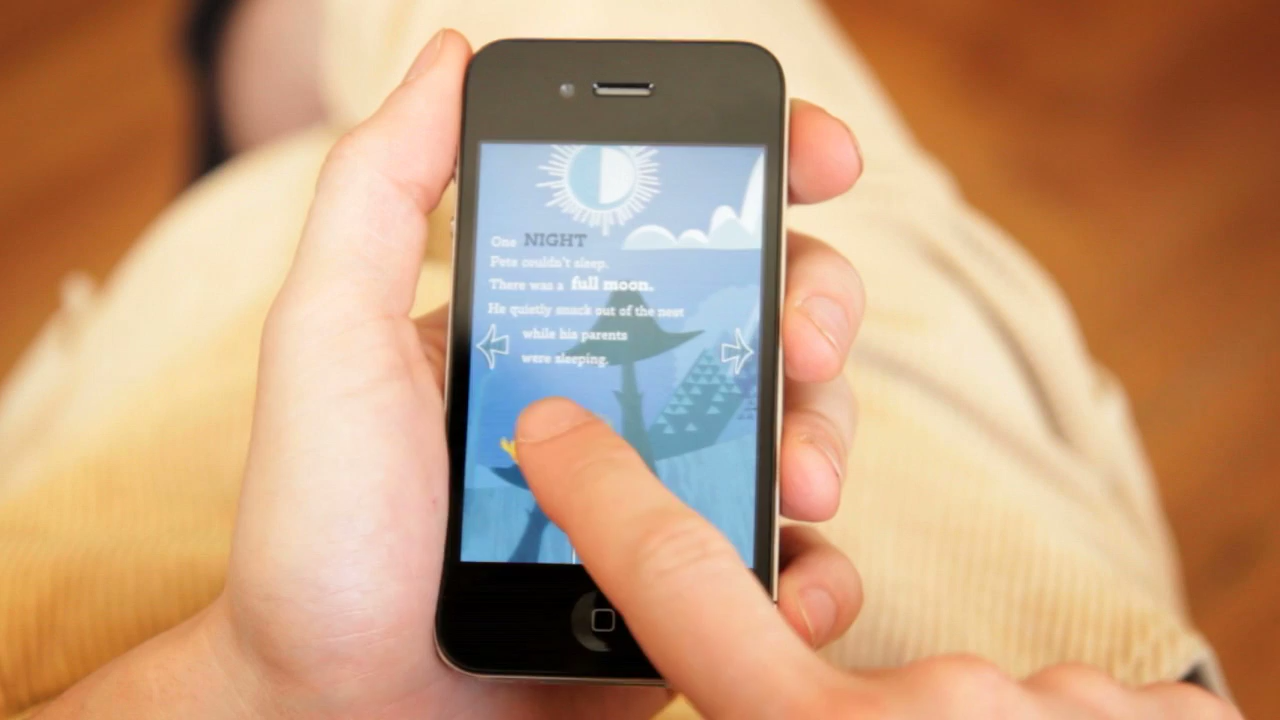 One NIGHT
Pete couldn't sleep.
There was a full moon.
He quietly snuck out of the nest
while his parents
were sleeping.